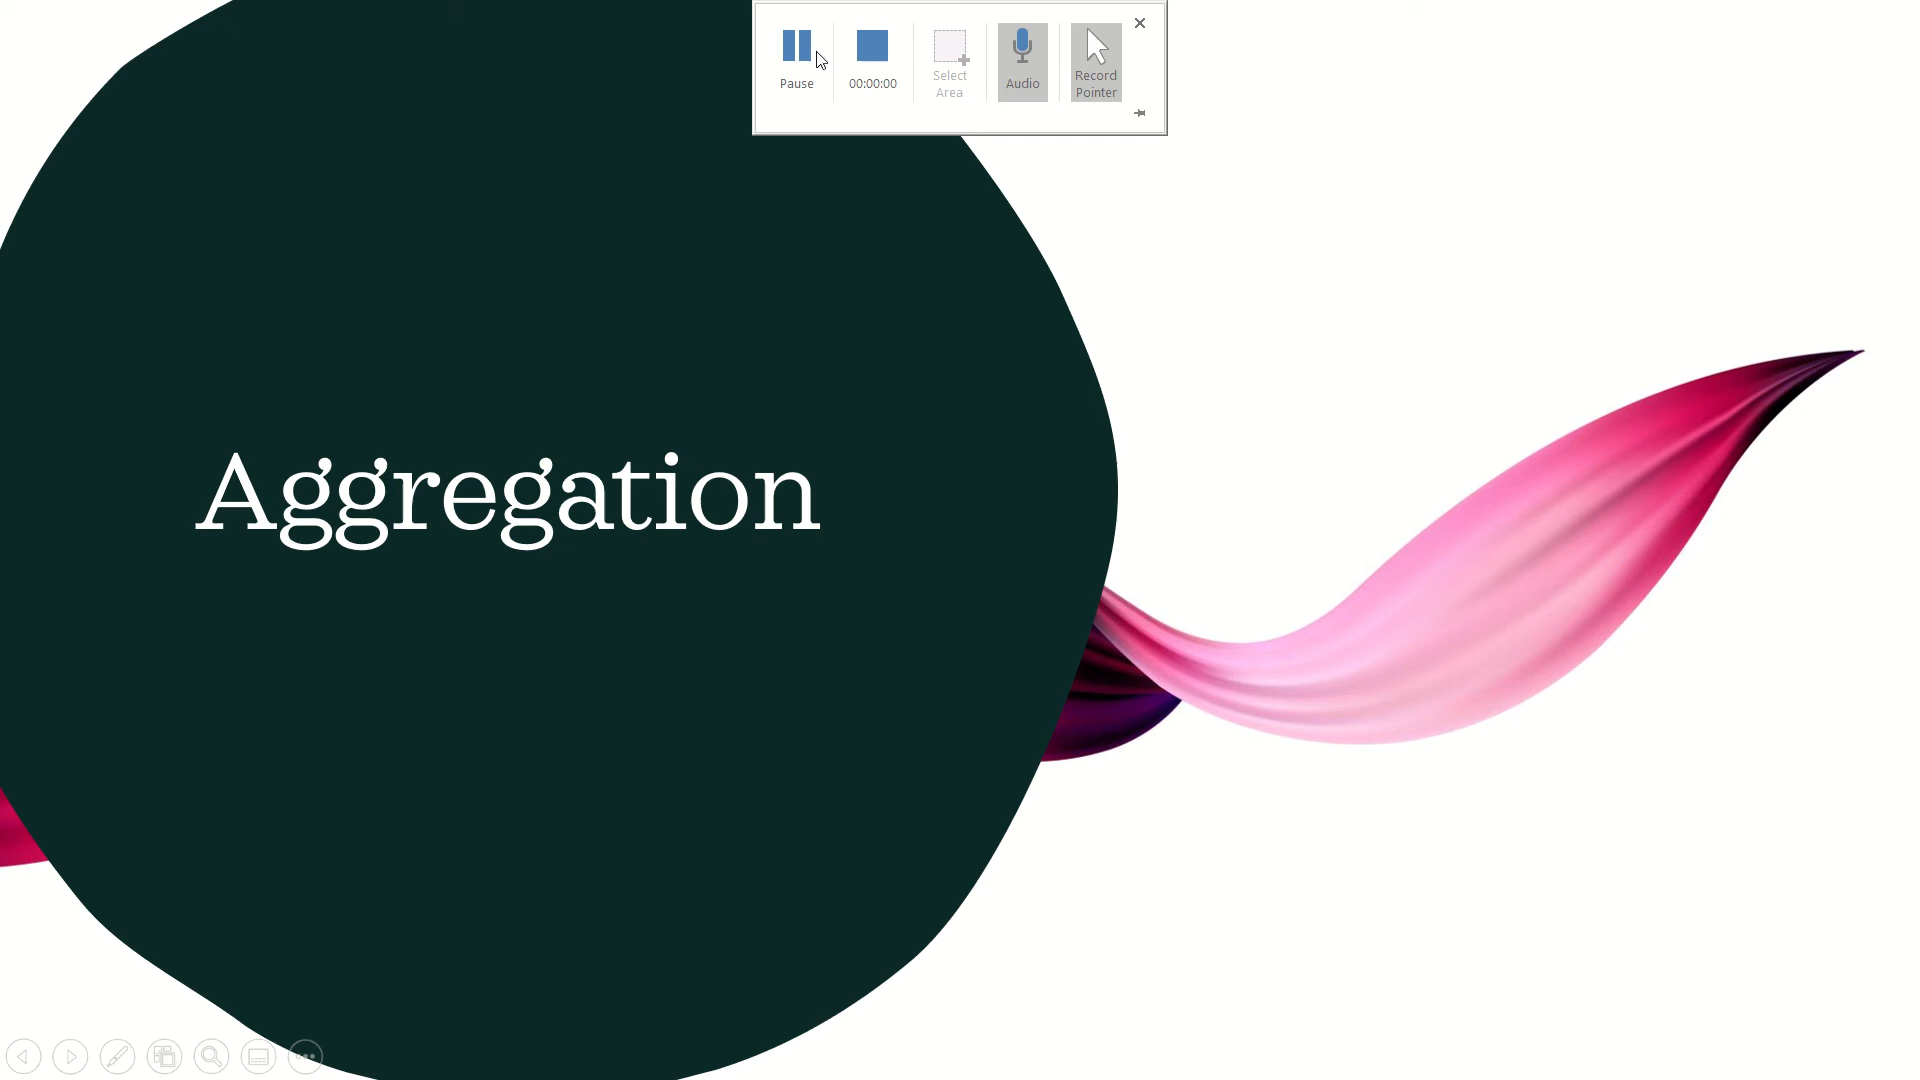 Pause
00:00:00
Select
Area
Audio
Record
Pointer
Aggregation